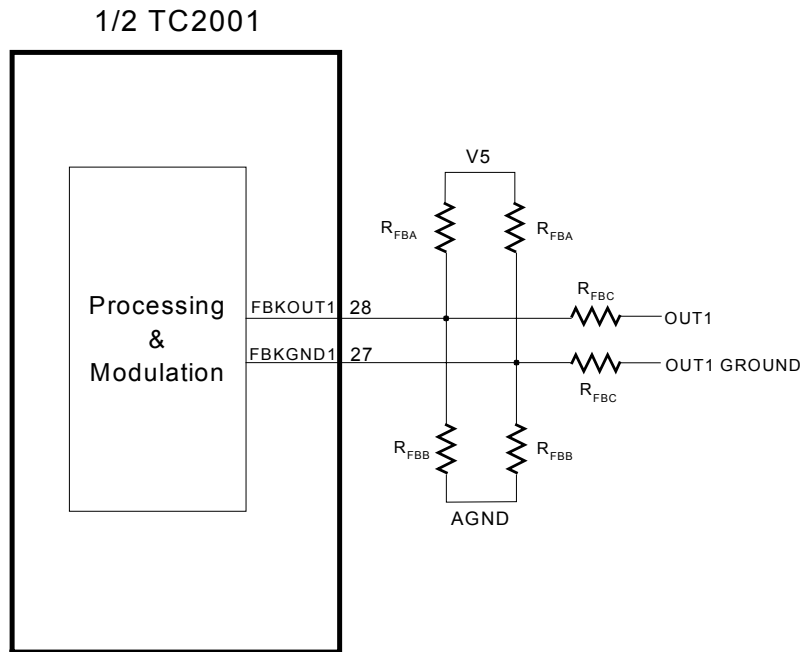 1/2 TC2001
V5
R_FBA
R_FBA
R_FBC
Processing
&
Modulation
FBKOUT1 28
OUT1
FBKGND1 27
OUT1 GROUND
R_FBC
R_FBB
R_FBB
AGND